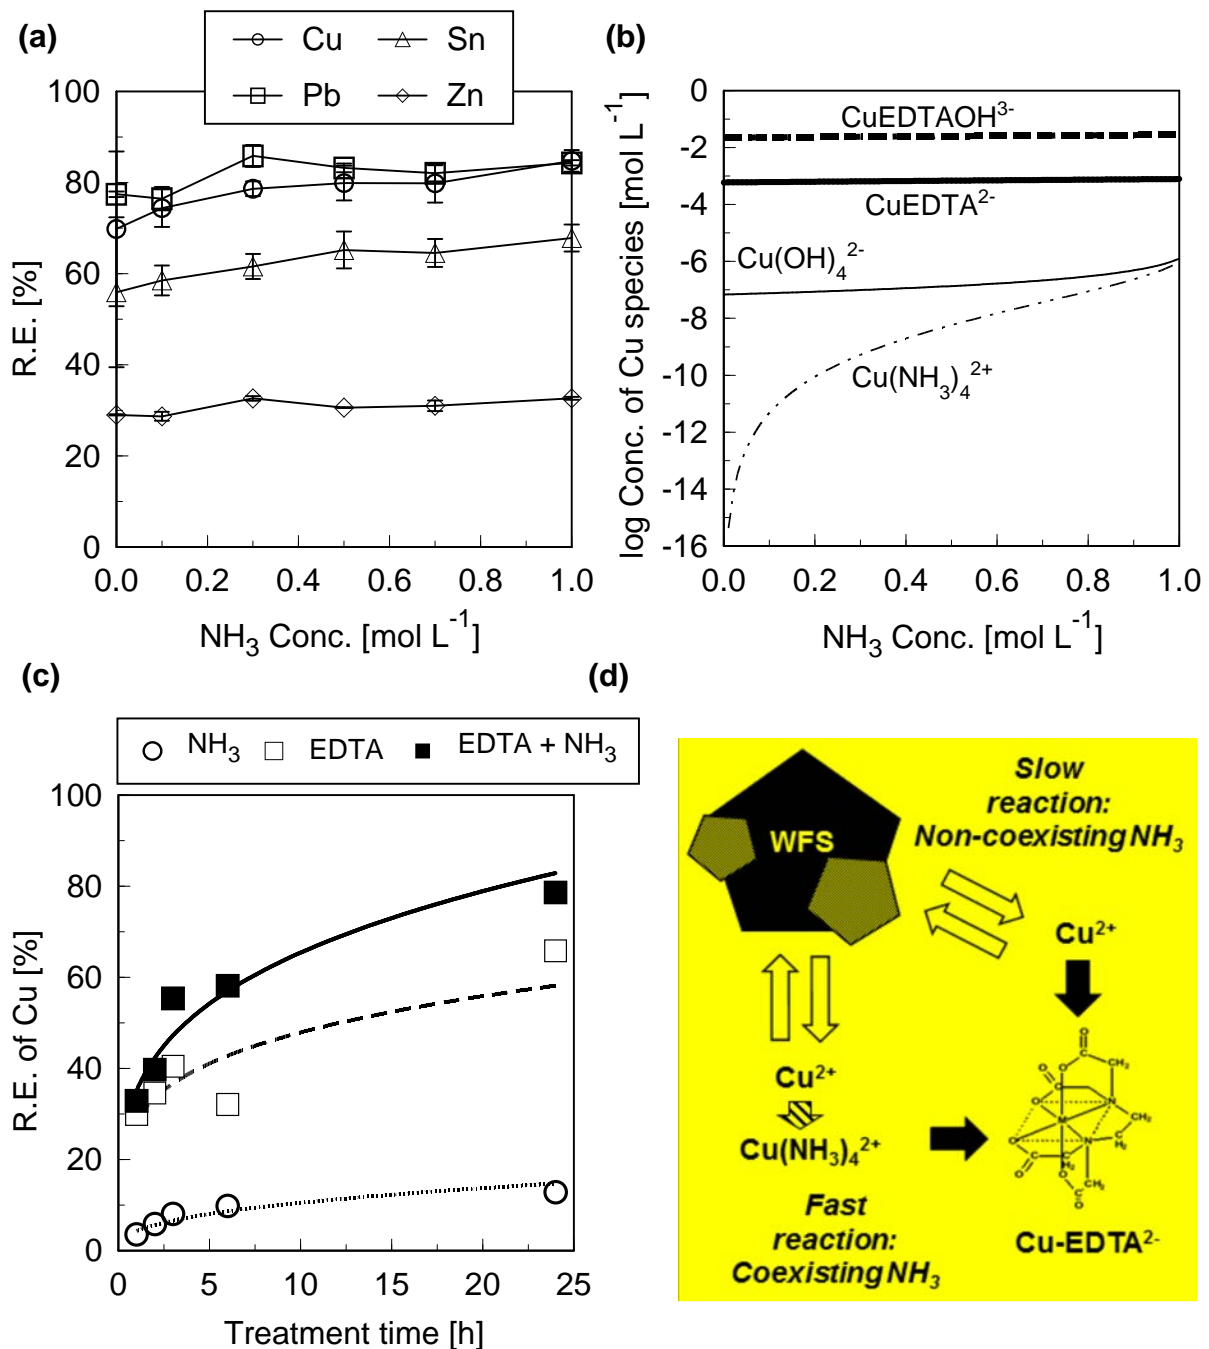 (a)
Cu
Sn
Pb
Zn
100
80
60
40
20
0
R.E. [%]
0.0 0.2 0.4 0.6 0.8 1.0
NH3 Conc. [mol L-1]
(b)
0
-2
-4
-6
-8
-10
-12
-14
-16
log Conc. of Cu species [mol L-1]
CuEDTAOH3-
CuEDTA2-
Cu(OH)42-
Cu(NH3)42+
0.0 0.2 0.4 0.6 0.8 1.0
NH3 Conc. [mol L-1]
(c)
NH3 EDTA EDTA + NH3
100
80
60
40
20
0
R.E. of Cu [%]
0 5 10 15 20 25
Treatment time [h]
(d)
Slow
reaction:
Non-coexisting NH3
WFS
Cu2+
Cu2+
Cu(NH3)42+
Fast
reaction:
Coexisting NH3
O
C
CH2
O
O
C
O
N
M
CH2
O
N
C
H2
O
C
C
H2
O
CH2
C
O
Cu-EDTA2-